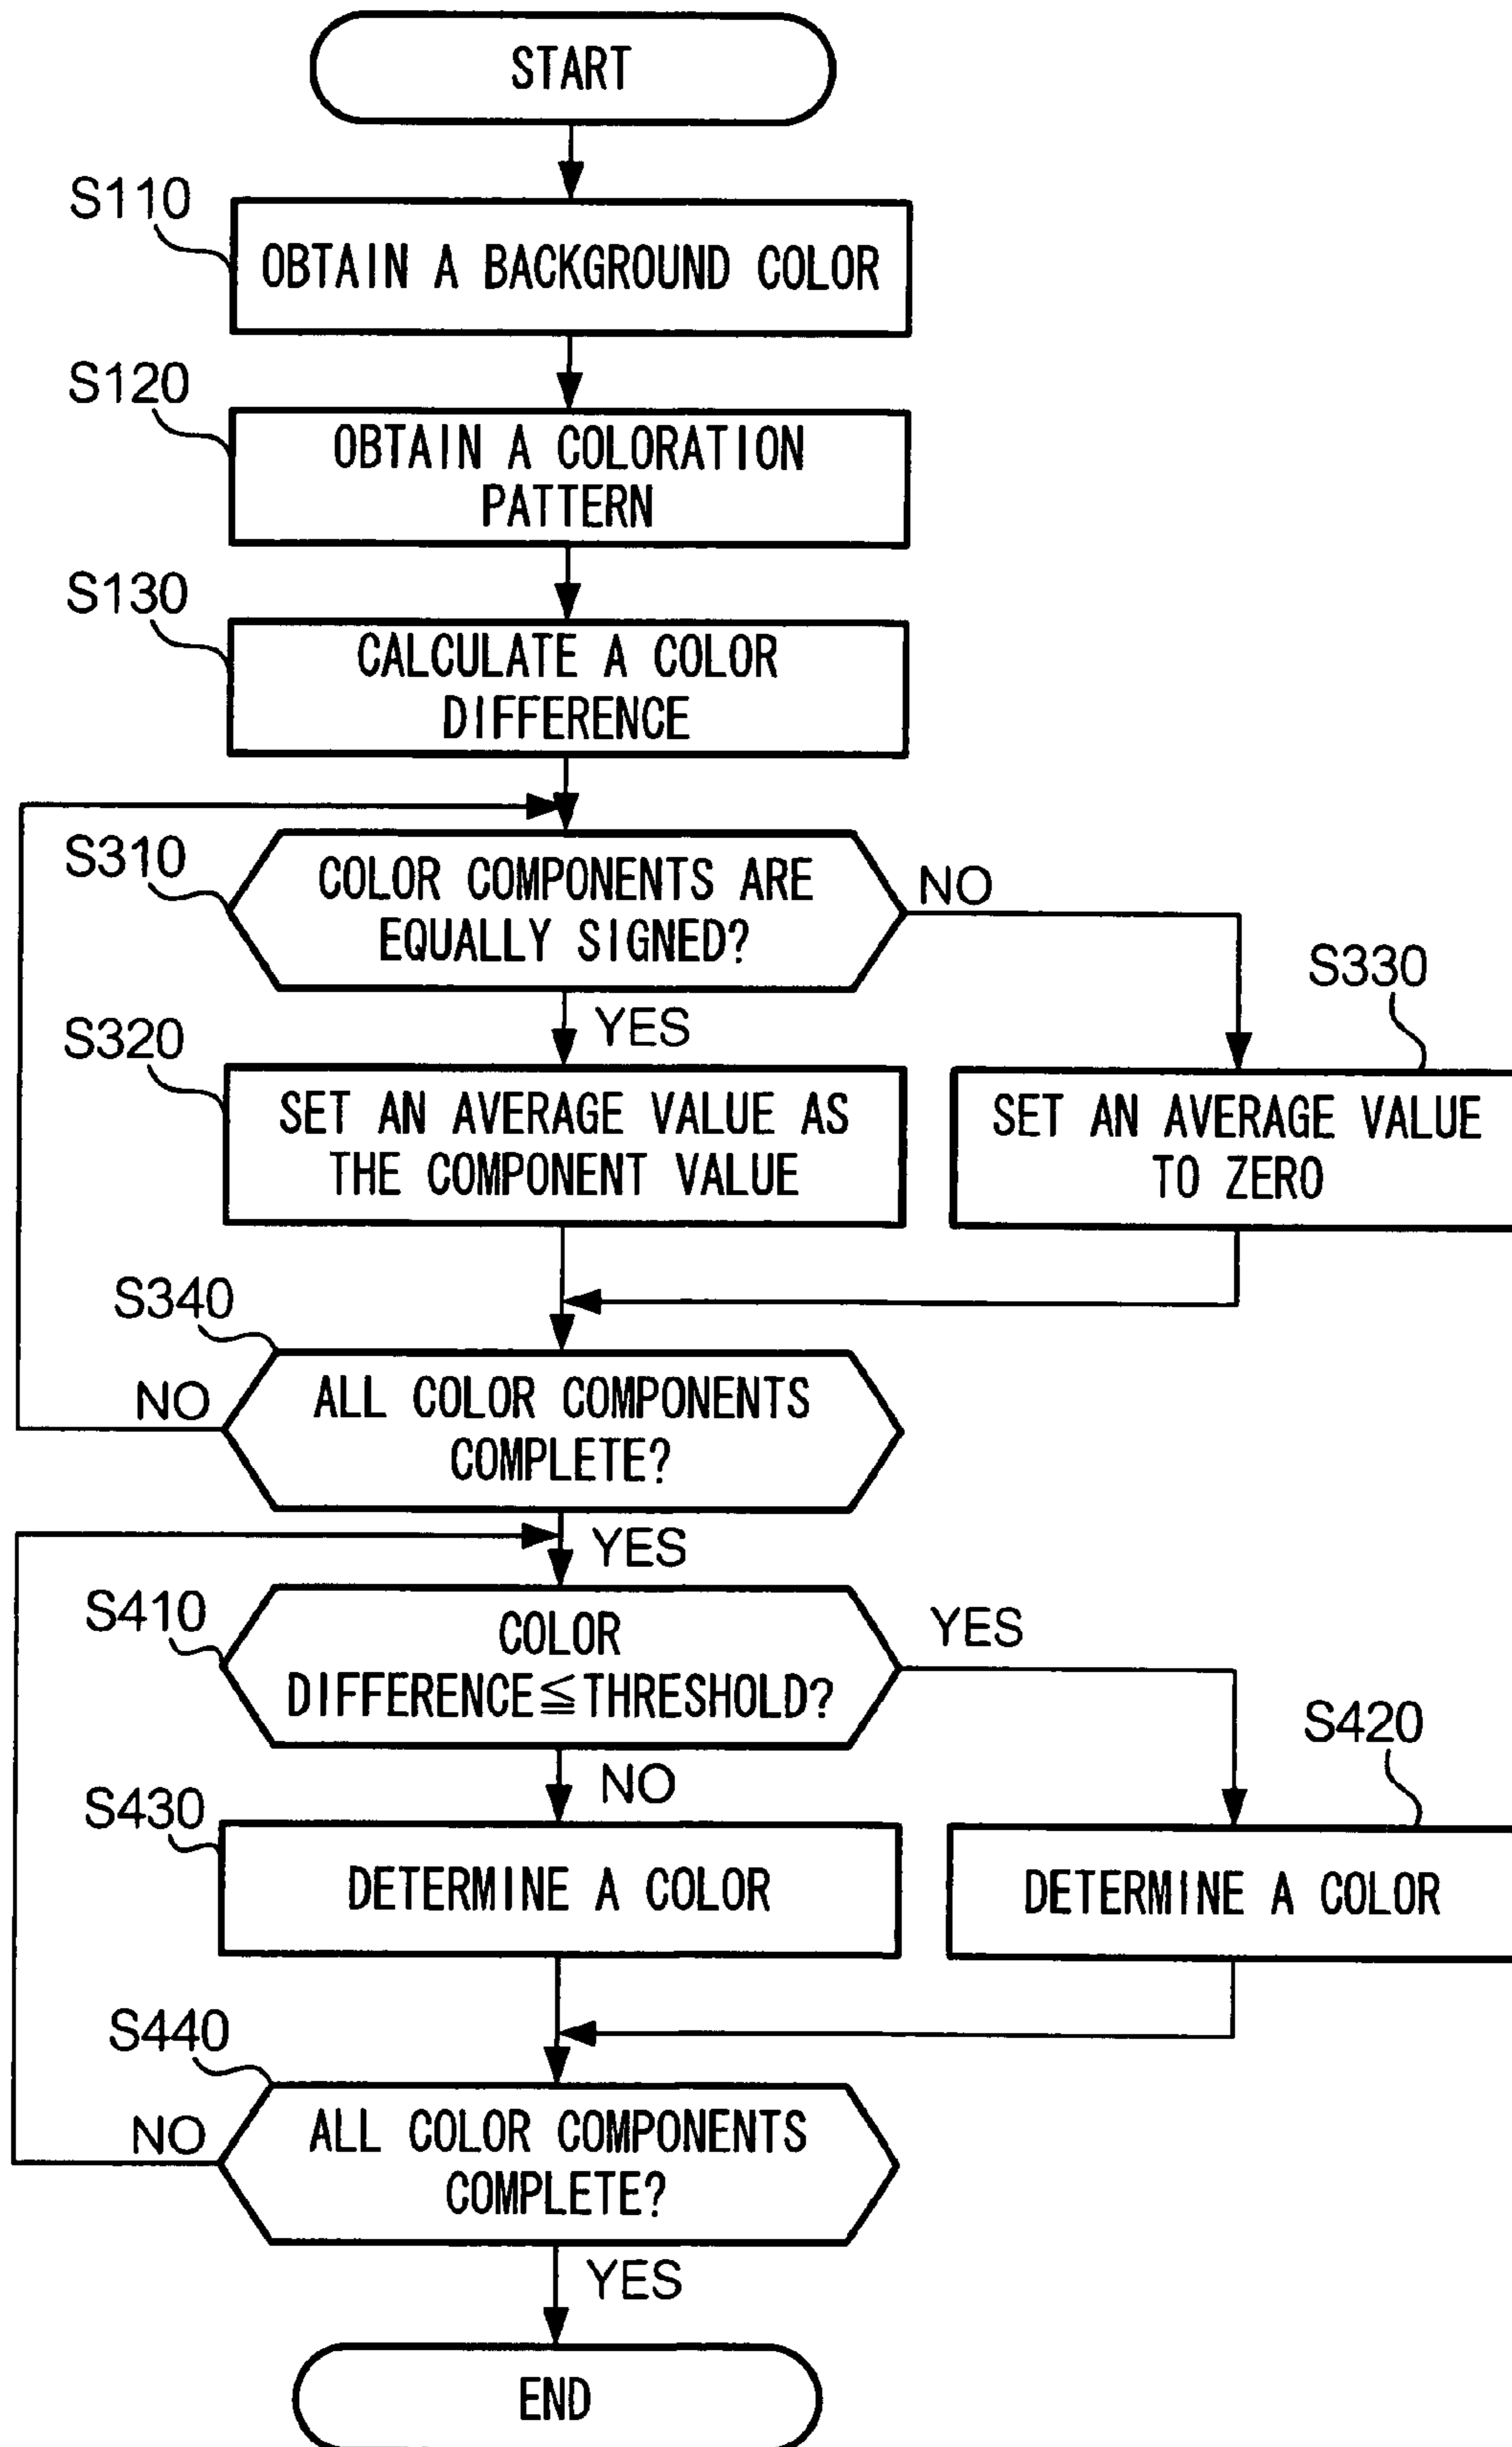 START
S110
OBTAIN A BACKGROUND COLOR
S120
OBTAIN A COLORATION
PATTERN
S130
CALCULATE A COLOR
DIFFERENCE
S310
COLOR COMPONENTS ARE
EQUALLY SIGNED?
NO
S330
YES
S320
SET AN AVERAGE VALUE AS
THE COMPONENT VALUE
SET AN AVERAGE VALUE
TO ZERO
S340
NO
ALL COLOR COMPONENTS
COMPLETE?
YES
S410
COLOR
DIFFERENCE≦THRESHOLD?
YES
S420
NO
S430
DETERMINE A COLOR
DETERMINE A COLOR
S440
NO
ALL COLOR COMPONENTS
COMPLETE?
YES
END